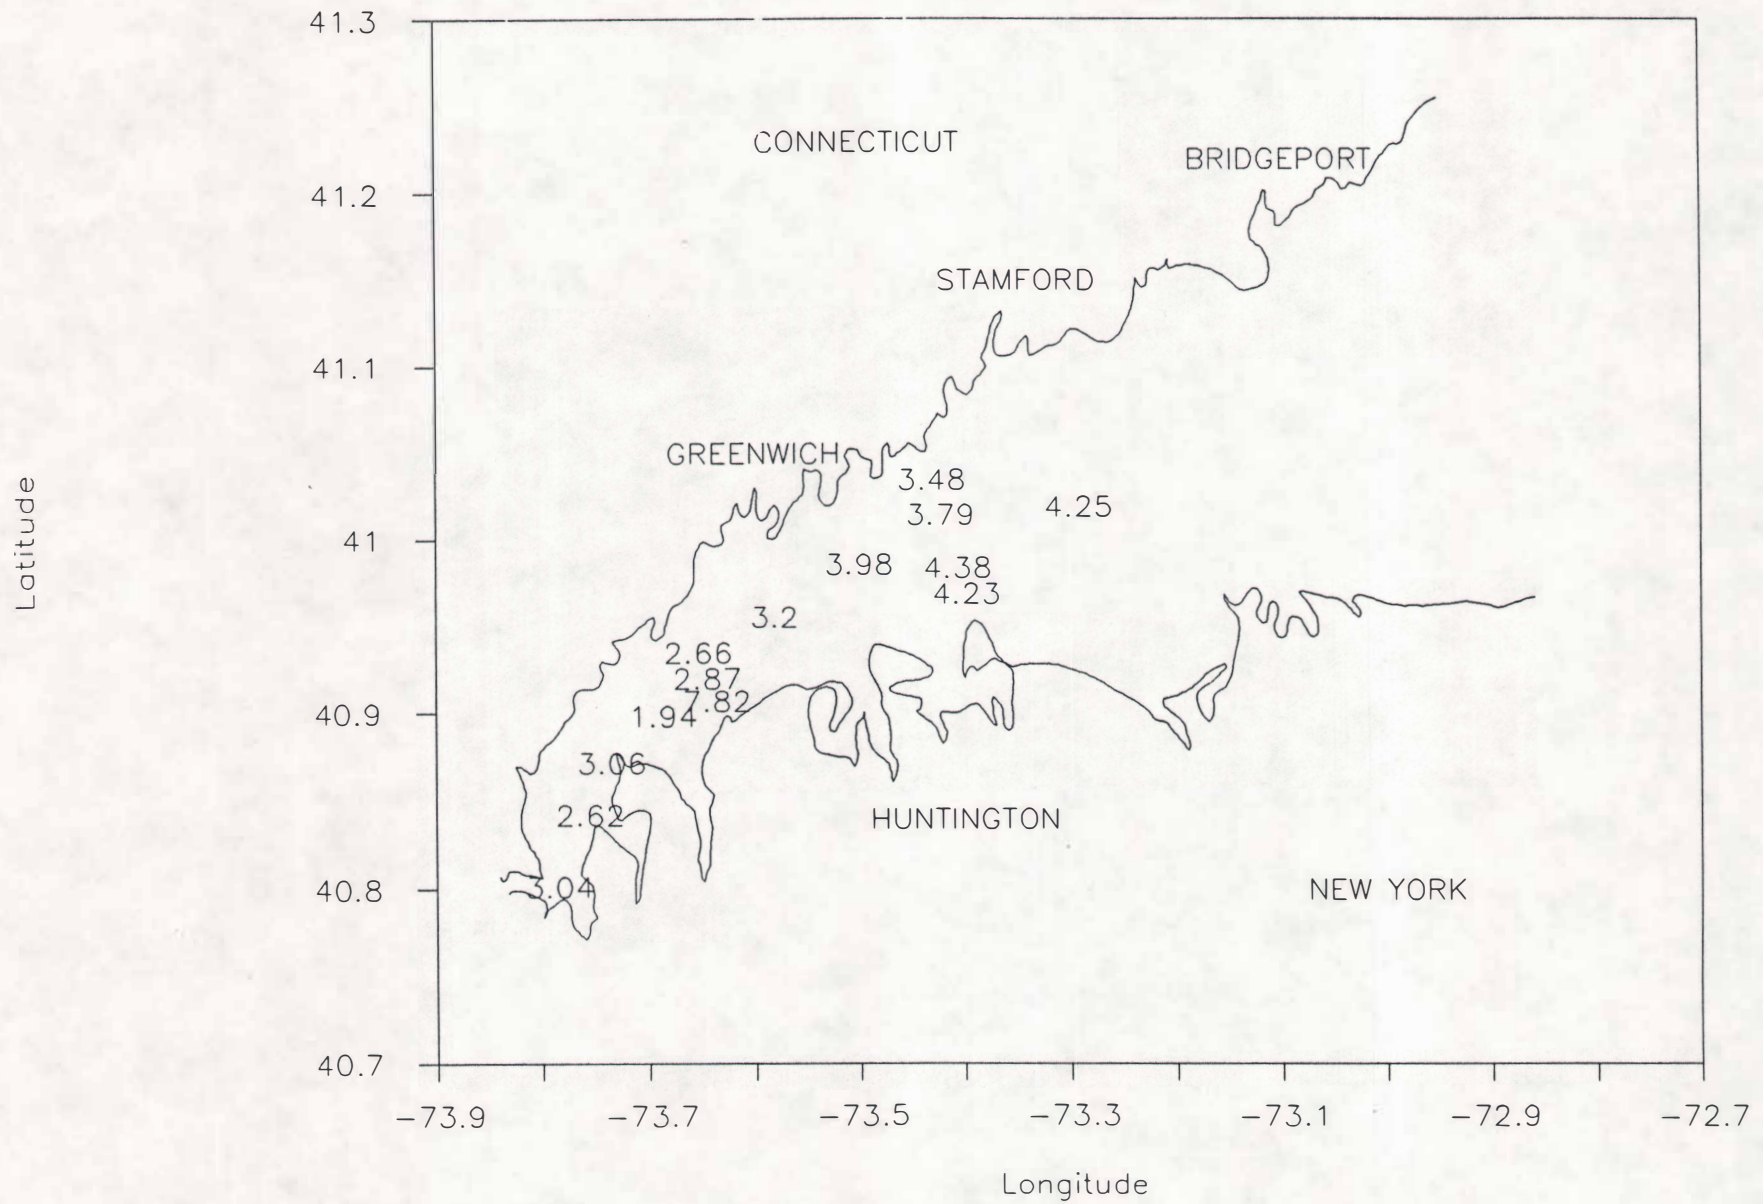 41.3
CONNECTICUT
BRIDGEPORT
41.2
STAMFORD
41.1
GREENWICH
3.48
4.25
3.79
Latitude
41
3.98
4.38
4.23
3.2
2.66
2.87
7.82
40.9
1.94
3.06
2.62
HUNTINGTON
40.8
3.04
NEW YORK
40.7
-73.9 -73.7 -73.5 -73.3 -73.1 -72.9 -72.7
Longitude